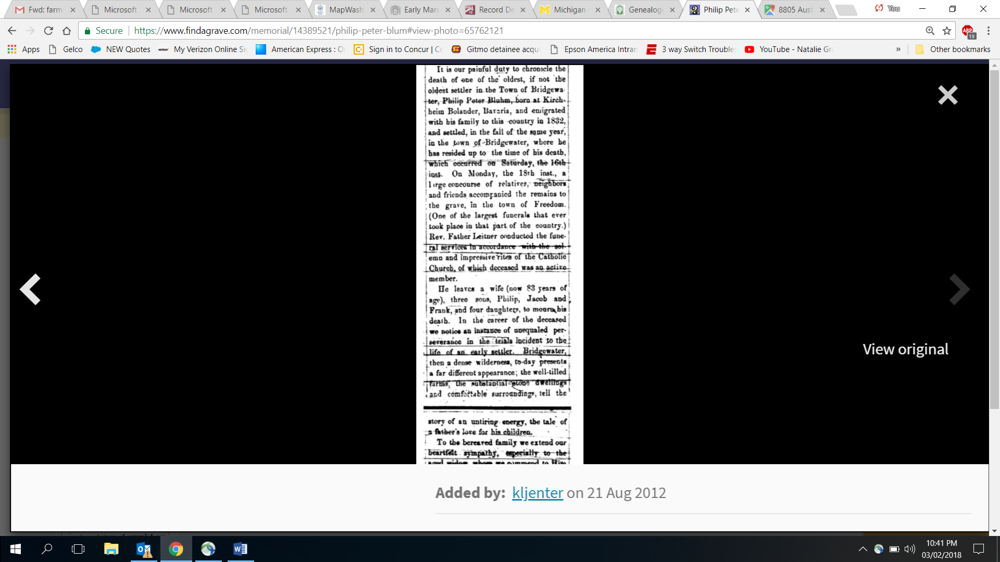 Fwd: farm-
Microsoft
Microsoft
Microsoft
MapWash
Early Man
Record De
Michigan
Genealogi
Philip Pete
8805 Aust
You
Secure
https://www.findagrave.com/memorial/14389521/philip-peter-blum#view-photo=65762121
ABP
19
Apps
Gelco
NEW Quotes
My Verizon Online Si
American Express : O
Sign in to Concur | Co
Gitmo detainee acqui
Epson America Intran
3 way Switch Trouble
YouTube - Natalie Gra
»
Other bookmarks
It is our painful duty to chronicle the
death of one of the oldest, if not the
oldest settler in the Town of Bridgewa-
ter, Philip Peter Bluhm, born at Kirch-
heim Bolander, Bavaria, and emigrated
with his family to this country in 1832,
and settled, in the fall of the same year,
in the town of Bridgewater, where he
has resided up to the time of his death,
which occurred on Saturday, the 16th
inst. On Monday, the 18th inst., a
large concourse of relatives, neighbors
and friends accompanied the remains to
the grave, in the town of Freedom.
(One of the largest funerals that ever
took place in that part of the country.)
Rev. Father Leitner conducted the fune-
ral services in accordance with the sol-
emn and impressive rites of the Catholic
Church, of which deceased was an active
member.
He leaves a wife (now 83 years of
age), three sons, Philip, Jacob and
Frank, and four daughters, to mourn his
death. In the career of the deceased
we notice an instance of unequaled per-
severance in the trials incident to the
life of an early settler. Bridgewater,
then a dense wilderness, to-day presents
a far different appearance; the well-tilled
farms, the substantial stone dwellings
and comfortable surroundings, tell the
story of an untiring energy, the tale of
a father's love for his children.
To the bereaved family we extend our
heartfelt sympathy, especially to the
aged widow, whom we commend to Him
View original
Added by: kljenter on 21 Aug 2012
10:41 PM
03/02/2018